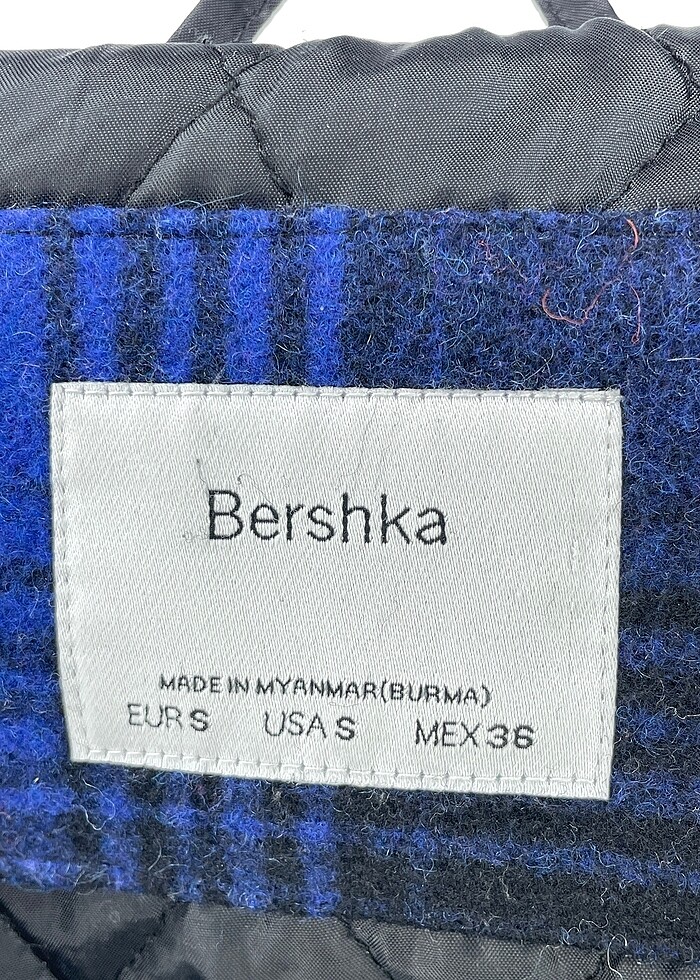 Bershka
MADE IN MYANMAR(BURMA)
EUR S USA S MEX 36